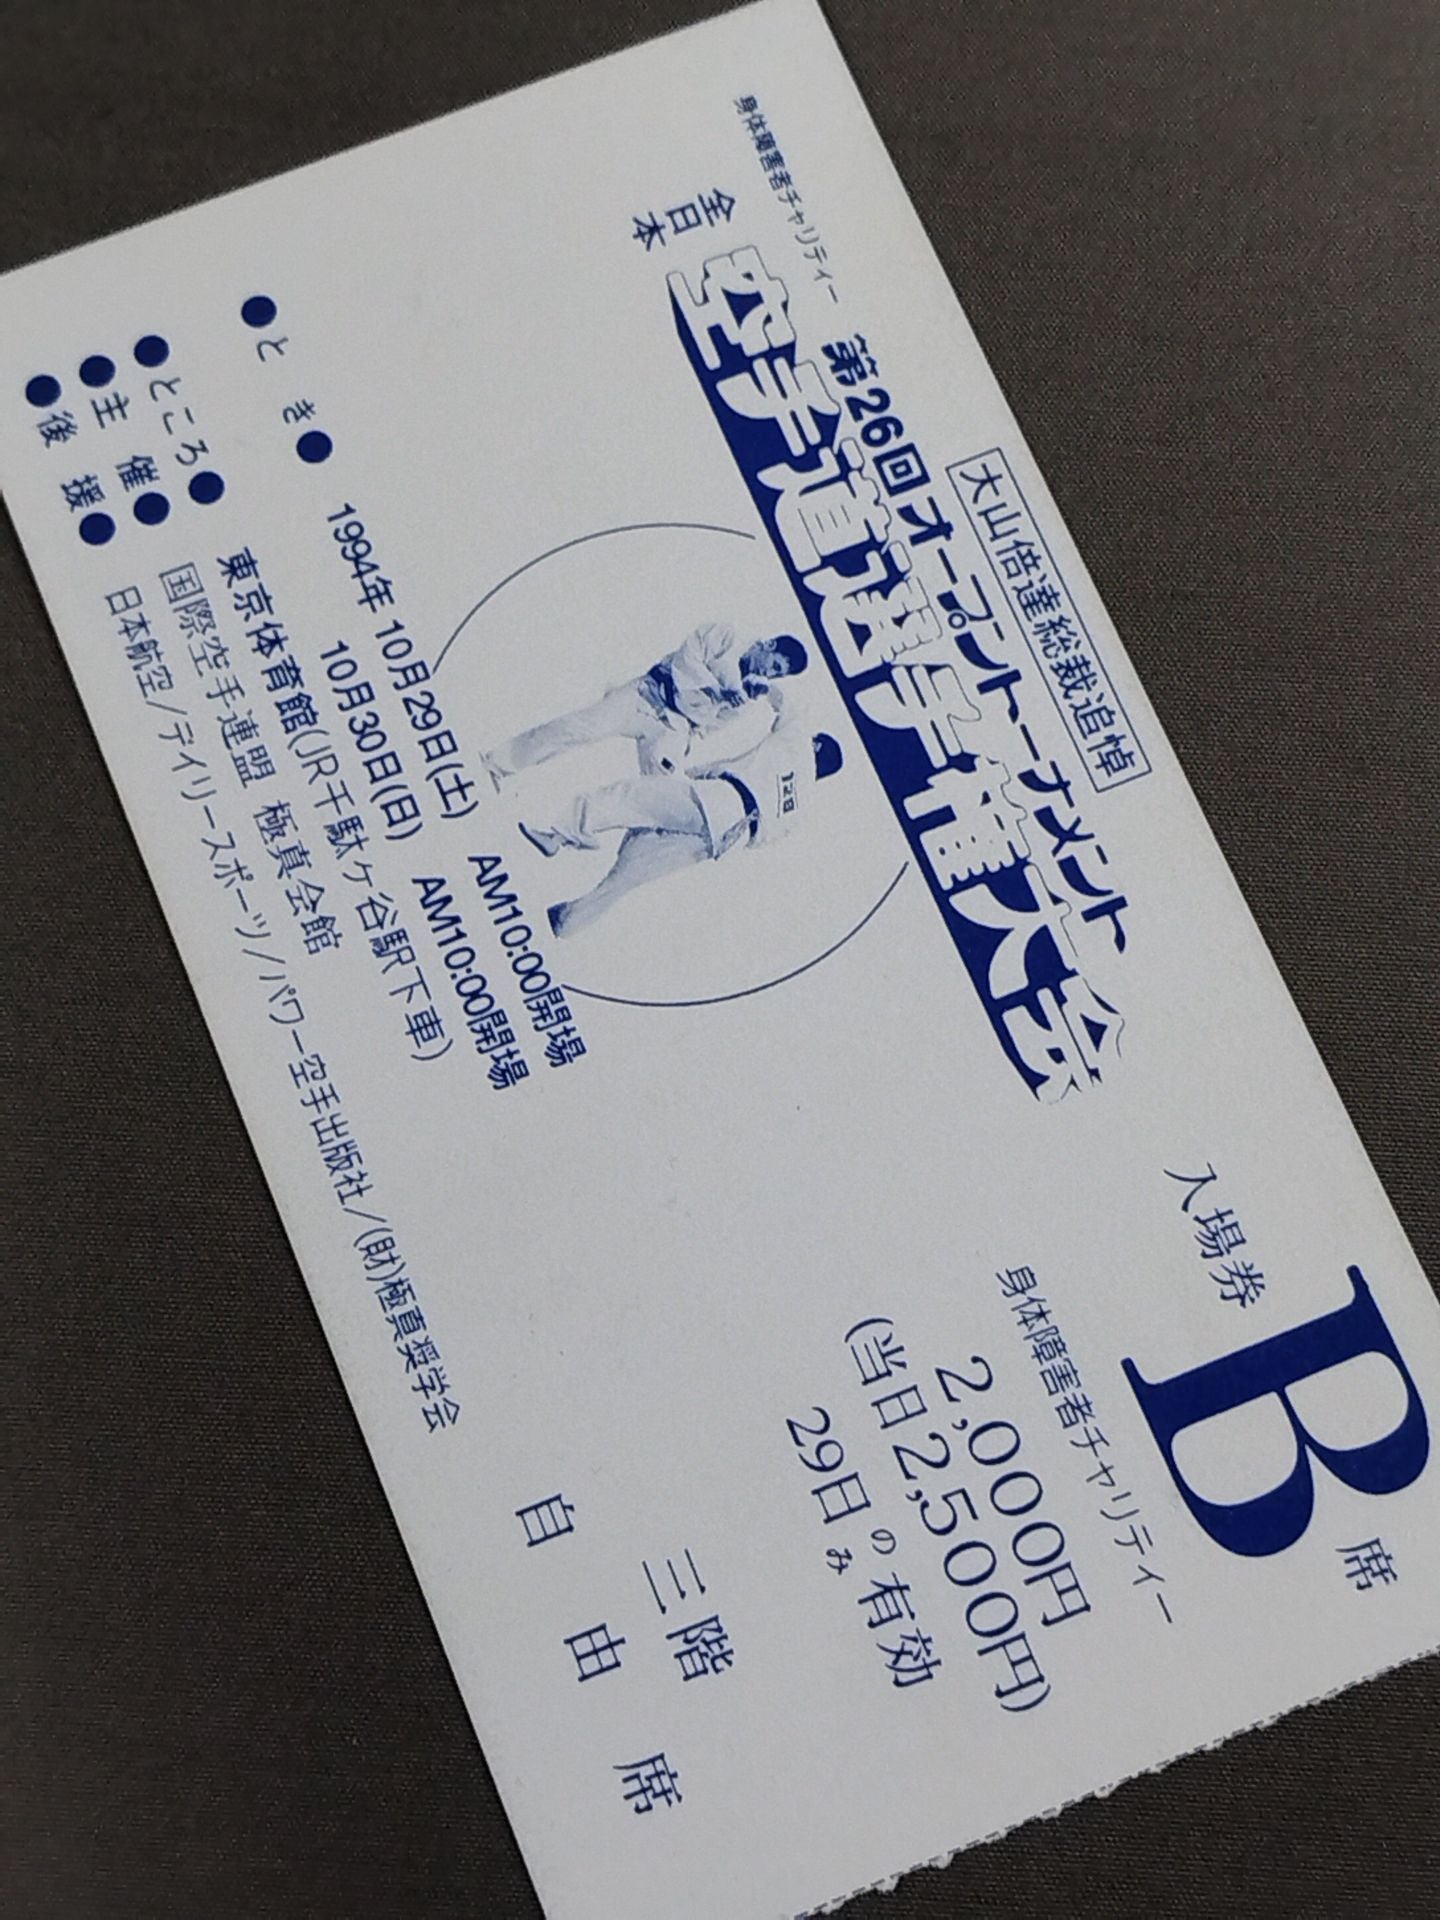 身体障害者チャリティー
大山倍達総裁追悼
第26回オープントーナメント
全日本
空手道選手権大会
128
●とき● 1994年 10月29日(土) AM10:00開場
10月30日(日) AM10:00開場
●ところ● 東京体育館(JR千駄ヶ谷駅下車)
●主催● 国際空手連盟 極真会館
●後援● 日本航空/デイリースポーツ/パワー空手出版社/(財)極真奨学会
入場券
B席
身体障害者チャリティー
2,000円
(当日2,500円)
29日のみ有効
三階
自由席